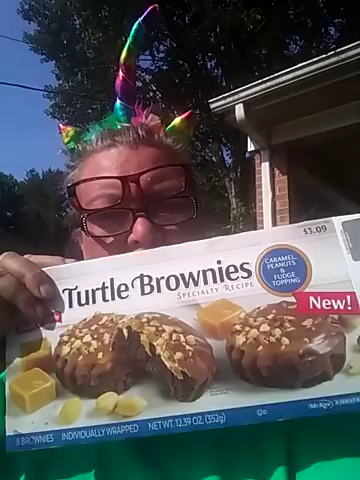 $3.09
Turtle Brownies
SPECIALTY RECIPE
CARAMEL,
PEANUTS
&
FUDGE
TOPPING
New!
8 BROWNIES INDIVIDUALLY WRAPPED NET WT. 12.39 OZ. (352g)
McKee